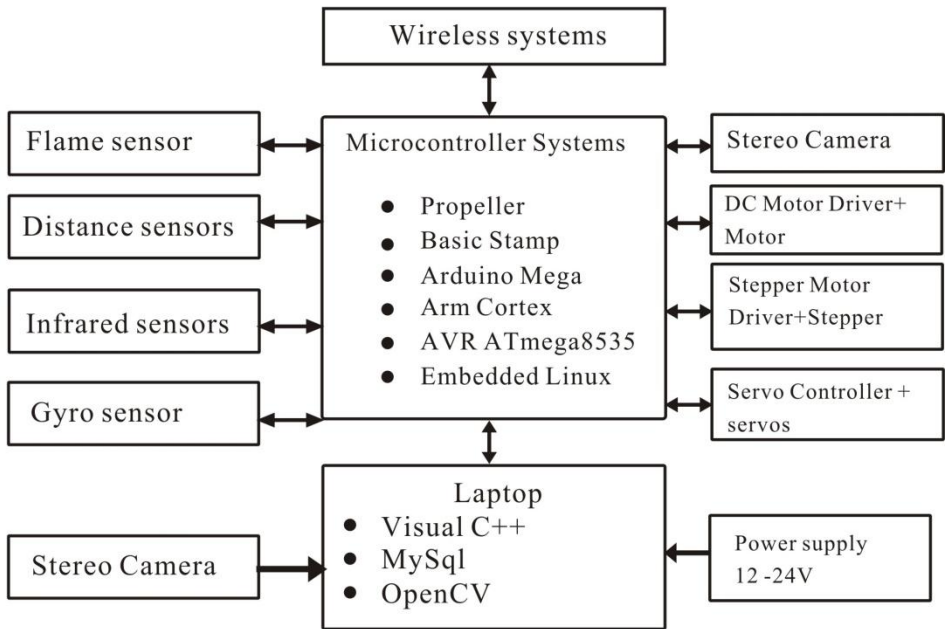 Wireless systems
Flame sensor
Distance sensors
Infrared sensors
Gyro sensor
Microcontroller Systems
● Propeller
● Basic Stamp
● Arduino Mega
● Arm Cortex
● AVR ATmega8535
● Embedded Linux
Stereo Camera
DC Motor Driver+
Motor
Stepper Motor
Driver+Stepper
Servo Controller +
servos
Stereo Camera
Laptop
● Visual C++
● MySql
● OpenCV
Power supply
12 -24V